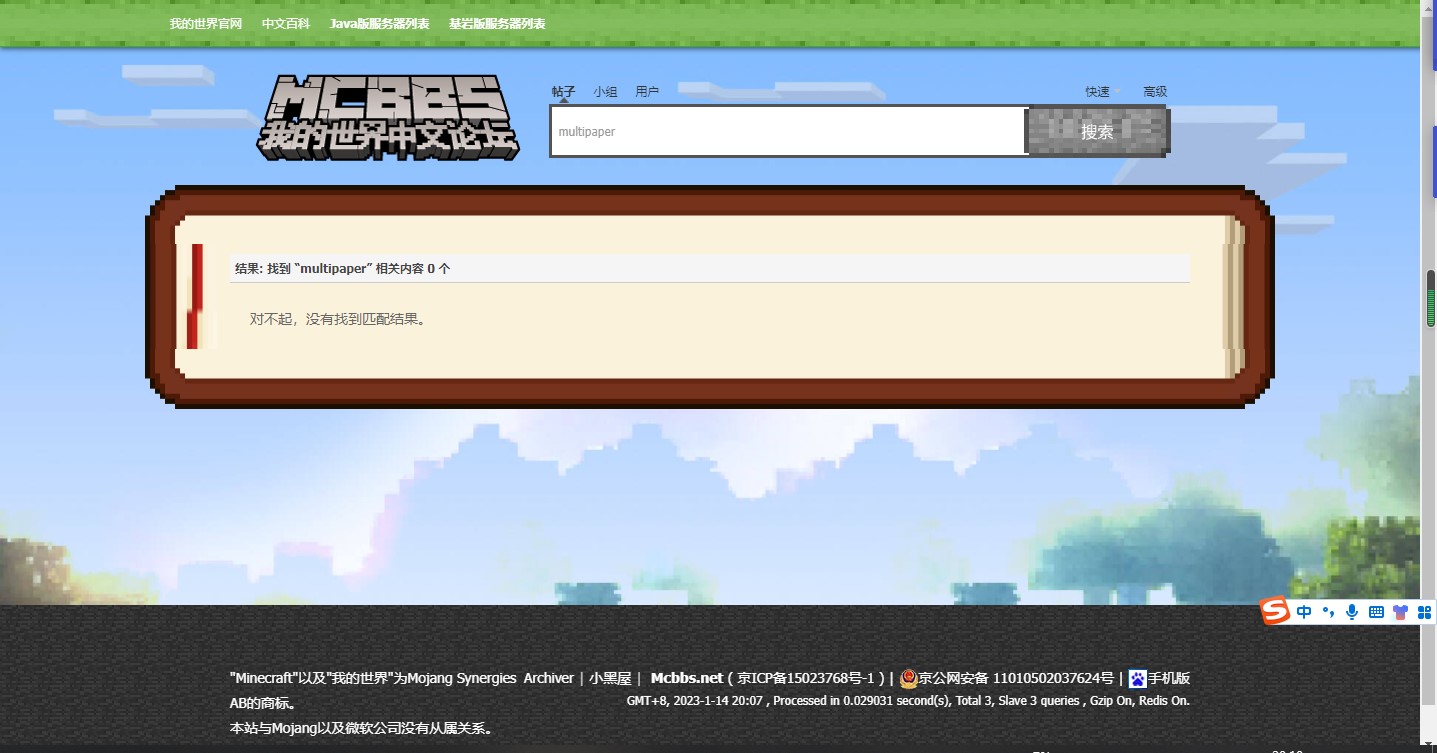 我的世界官网 中文百科 Java版服务器列表 基岩版服务器列表
MCBBS
我的世界中文论坛
帖子 小组 用户 快速 高级
multipaper 搜索
结果: 找到 “multipaper” 相关内容 0 个
对不起，没有找到匹配结果。
中
"Minecraft"以及"我的世界"为Mojang Synergies
AB的商标。
本站与Mojang以及微软公司没有从属关系。
Archiver | 小黑屋 | Mcbbs.net ( 京ICP备15023768号-1 ) | 京公网安备 11010502037624号 | 手机版
GMT+8, 2023-1-14 20:07 , Processed in 0.029031 second(s), Total 3, Slave 3 queries , Gzip On, Redis On.